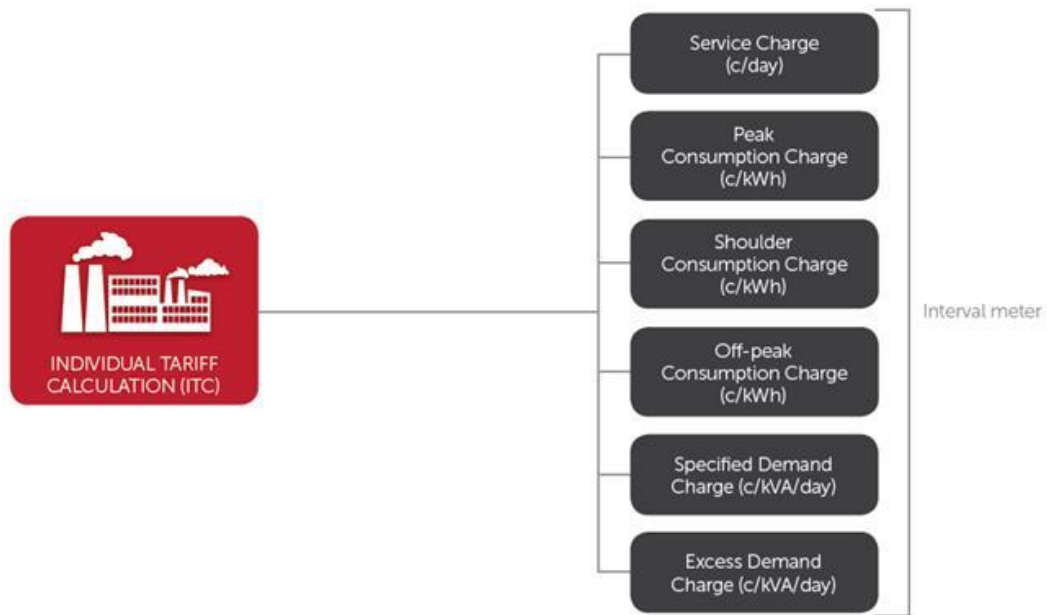 INDIVIDUAL TARIFF
CALCULATION (ITC)
Service Charge
(c/day)
Peak
Consumption Charge
(c/kWh)
Shoulder
Consumption Charge
(c/kWh)
Off-peak
Consumption Charge
(c/kWh)
Specified Demand
Charge (c/kVA/day)
Excess Demand
Charge (c/kVA/day)
Interval meter